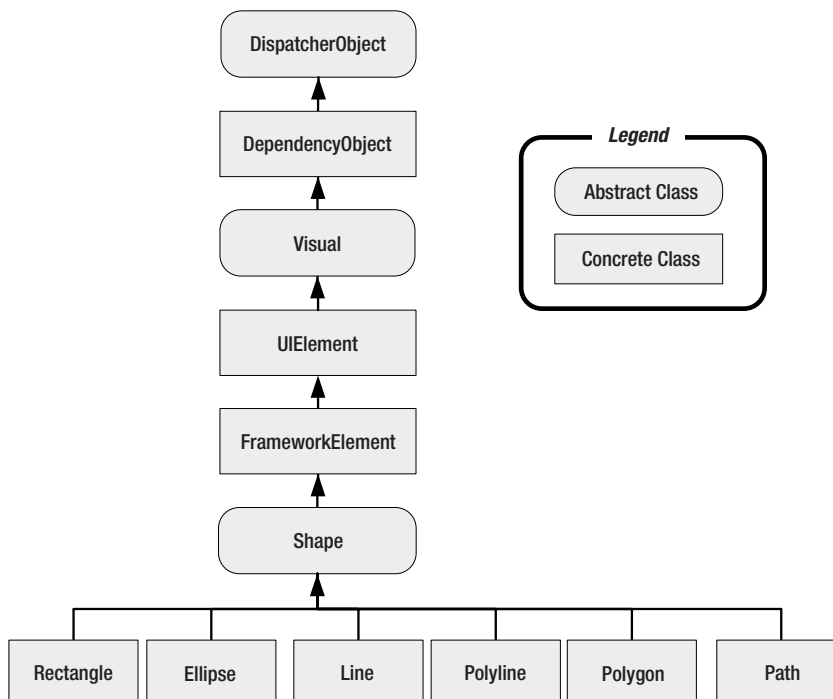 DispatcherObject
DependencyObject
Legend
Abstract Class
Visual
Concrete Class
UIElement
FrameworkElement
Shape
Rectangle
Ellipse
Line
Polyline
Polygon
Path